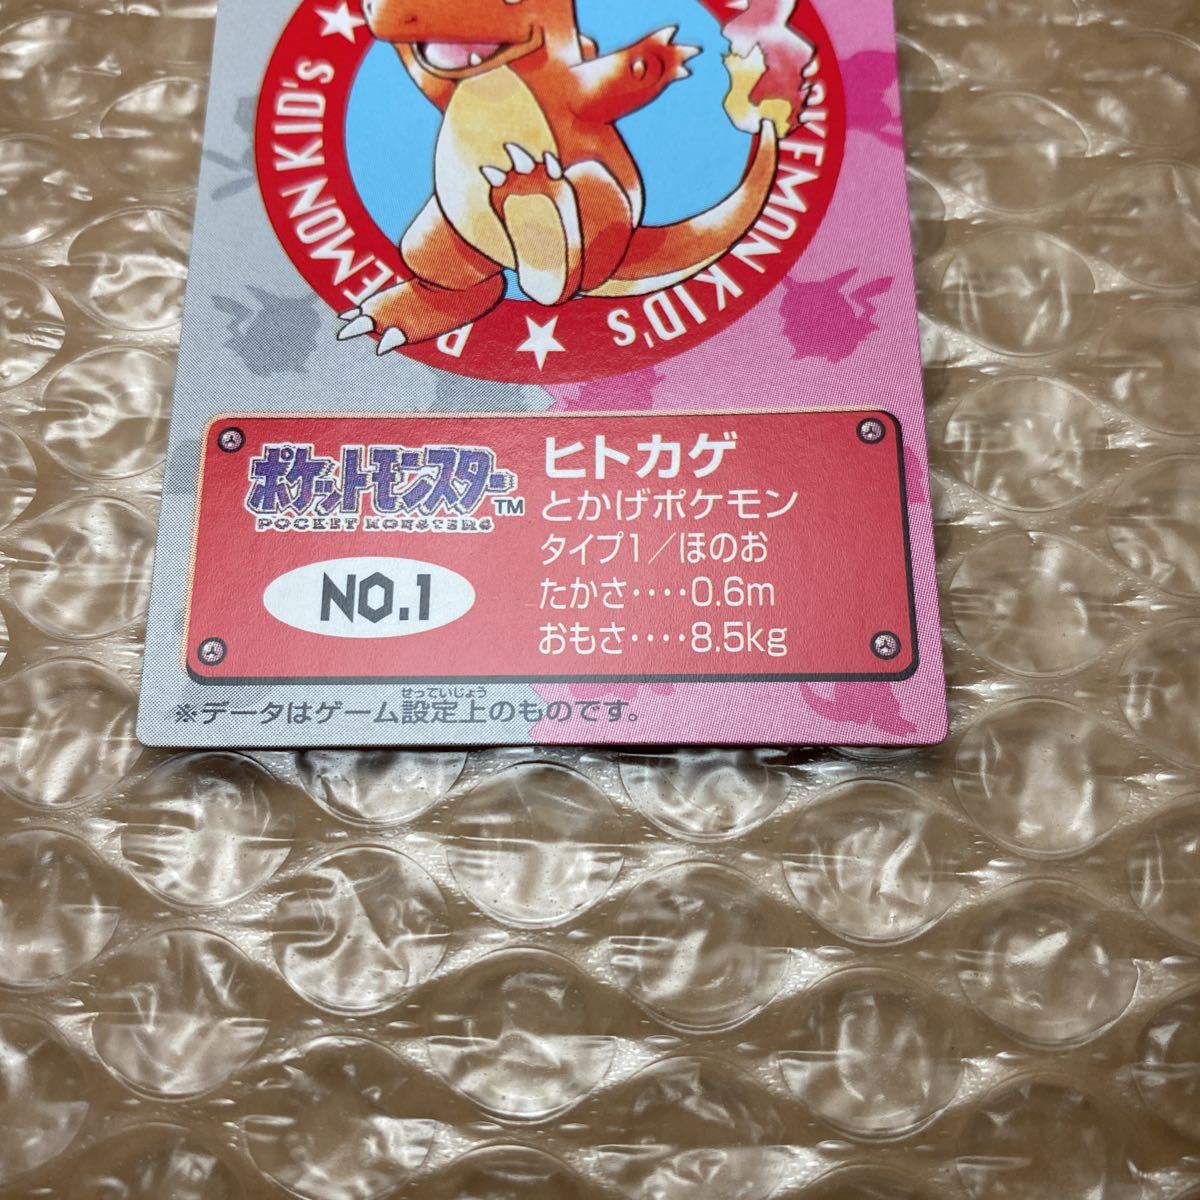 POKEMON KID's ★
POKEMON KID's ★
ポケットモンスター™
POCKET MONSTERS
NO.1
ヒトカゲ
とかげポケモン
タイプ1/ほのお
たかさ････0.6m
おもさ････8.5kg
せっていじょう
※データはゲーム設定上のものです。